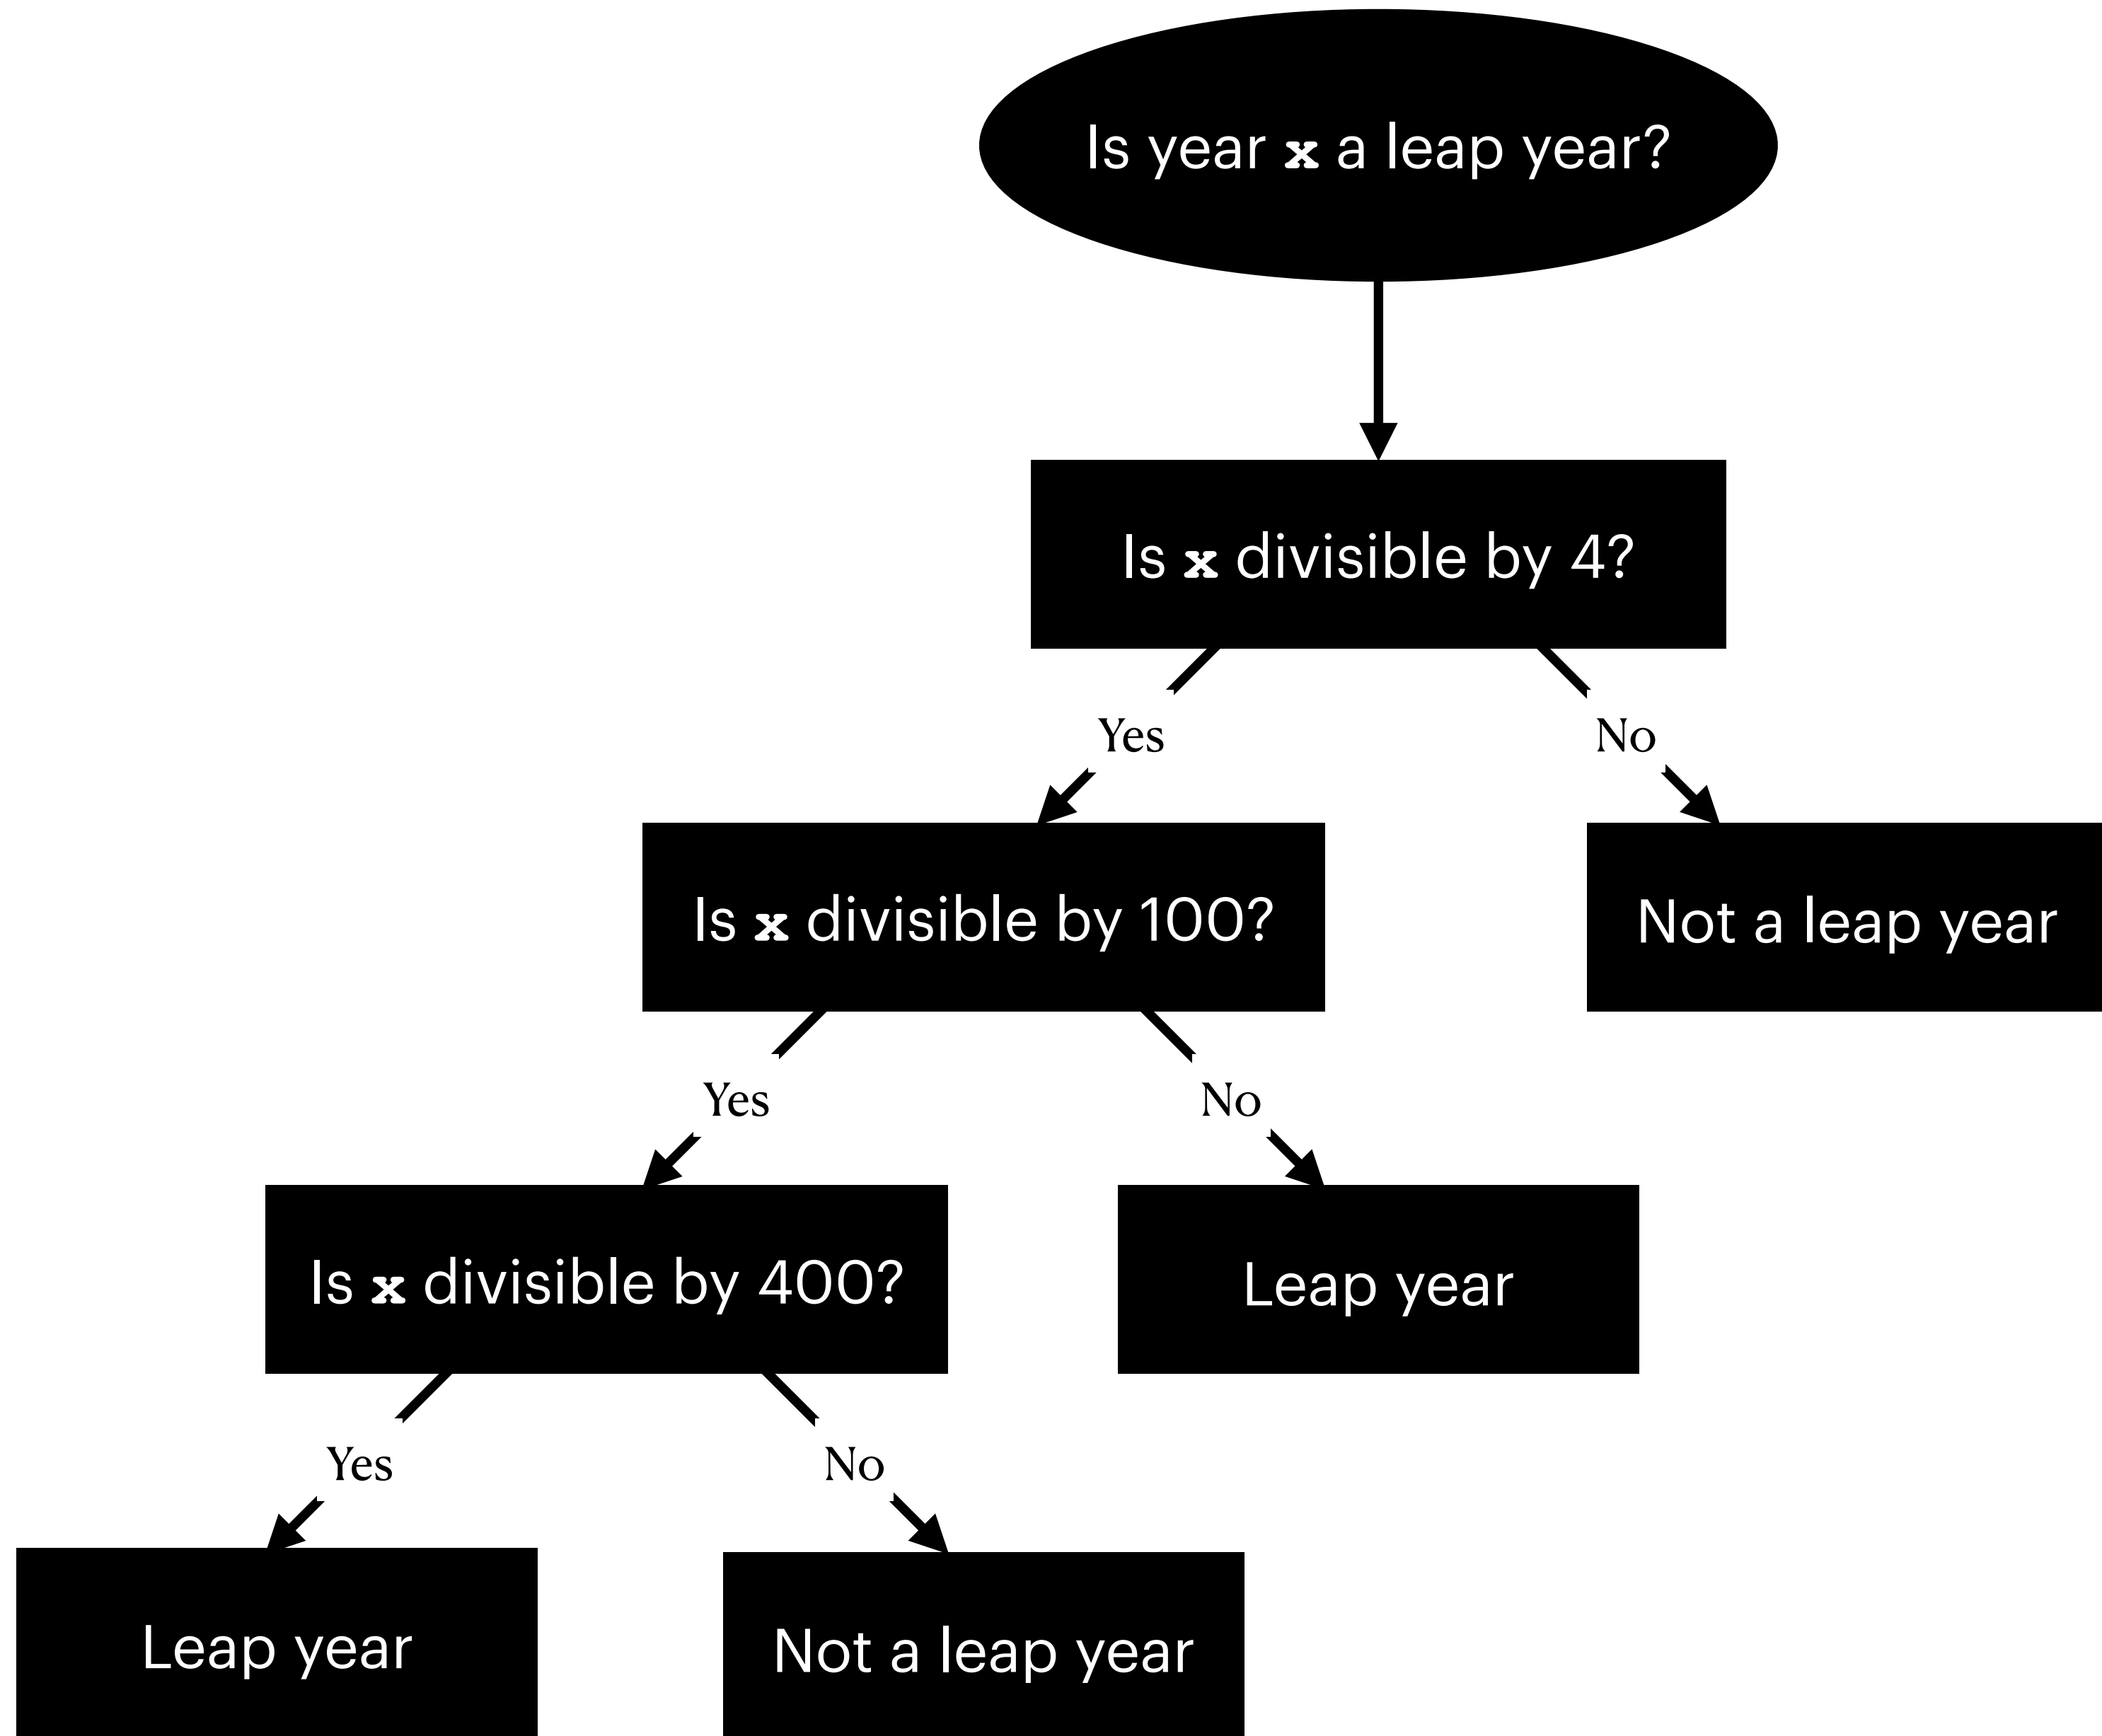 Is year x a leap year?
Is x divisible by 4?
Yes
No
Is x divisible by 100?
Not a leap year
Yes
No
Is x divisible by 400?
Leap year
Yes
No
Leap year
Not a leap year